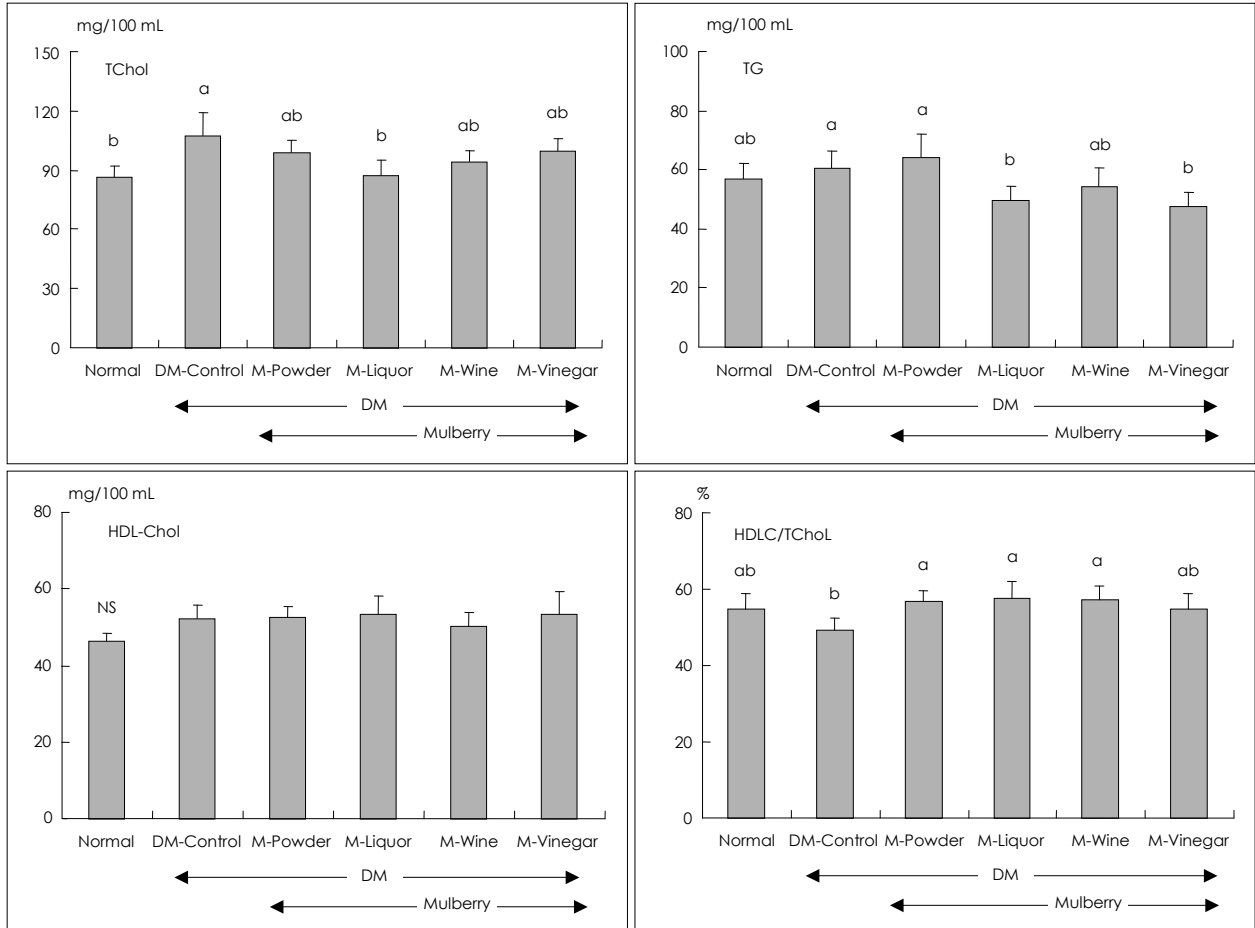 mg/100 mL
150
TChol
120
90
60
30
0
b
a
ab
b
ab
ab
Normal DM-Control M-Powder M-Liquor M-Wine M-Vinegar
DM
Mulberry
mg/100 mL
100
TG
80
60
40
20
0
ab
a
a
b
ab
b
Normal DM-Control M-Powder M-Liquor M-Wine M-Vinegar
DM
Mulberry
mg/100 mL
80
HDL-Chol
60
40
20
0
NS
Normal DM-Control M-Powder M-Liquor M-Wine M-Vinegar
DM
Mulberry
%
80
HDLC/TChoL
60
40
20
0
ab
b
a
a
a
ab
Normal DM-Control M-Powder M-Liquor M-Wine M-Vinegar
DM
Mulberry